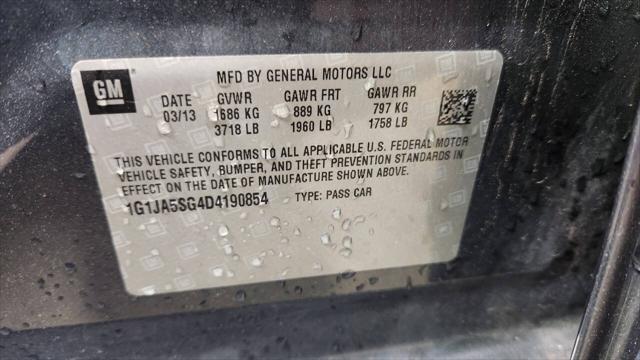 GM
MFD BY GENERAL MOTORS LLC
DATE GVWR GAWR FRT GAWR RR
03/13 1686 KG 889 KG 797 KG
3718 LB 1960 LB 1758 LB
THIS VEHICLE CONFORMS TO ALL APPLICABLE U.S. FEDERAL MOTOR
VEHICLE SAFETY, BUMPER, AND THEFT PREVENTION STANDARDS IN
EFFECT ON THE DATE OF MANUFACTURE SHOWN ABOVE.
1G1JA5SG4D4190854 TYPE: PASS CAR